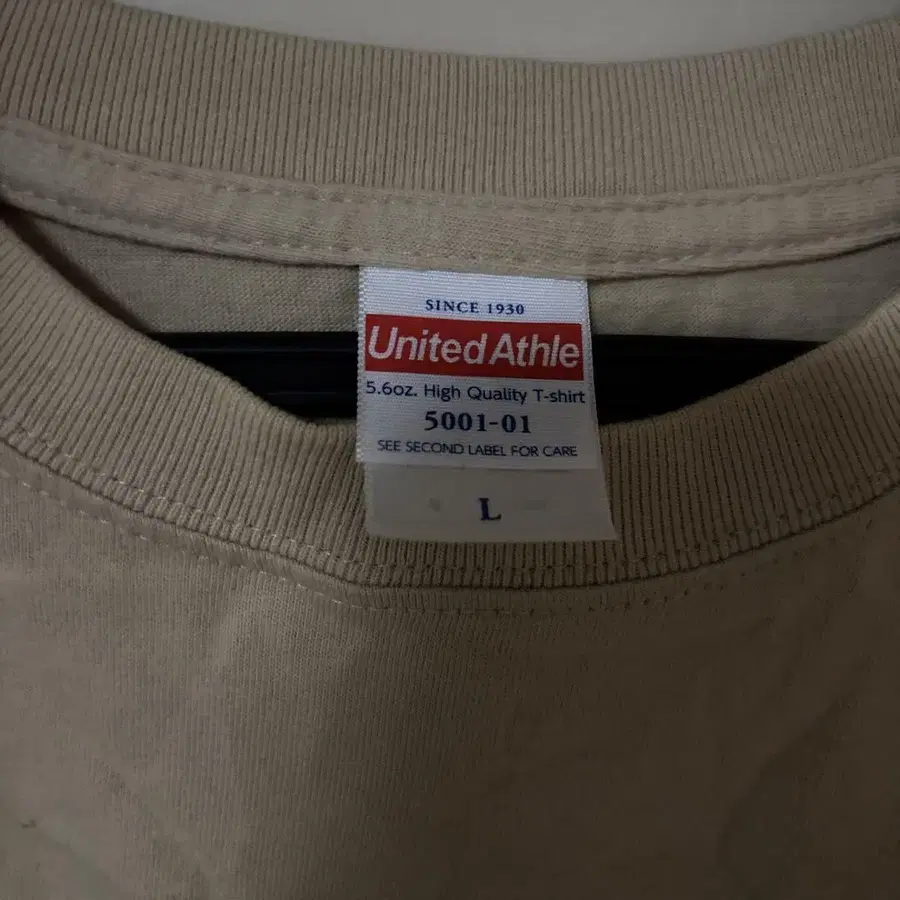 SINCE 1930
United Athle
5.6oz. High Quality T-shirt
5001-01
SEE SECOND LABEL FOR CARE
L